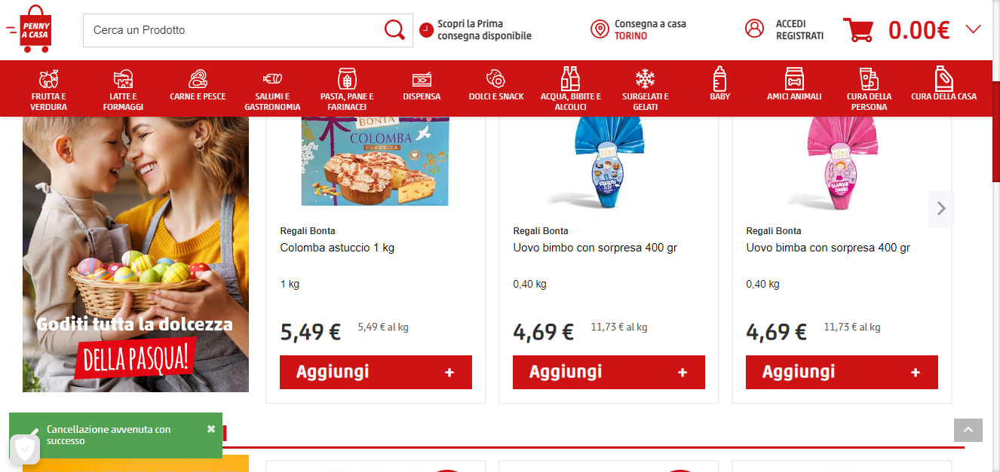 PENNY
A CASA
Cerca un Prodotto
Scopri la Prima
consegna disponibile
Consegna a casa
TORINO
ACCEDI
REGISTRATI
0.00€
FRUTTA E
VERDURA
LATTE E
FORMAGGI
CARNE E PESCE
SALUMI E
GASTRONOMIA
PASTA, PANE E
FARINACEI
DISPENSA
DOLCI E SNACK
ACQUA, BIBITE E
ALCOLICI
SURGELATI E
GELATI
BABY
AMICI ANIMALI
CURA DELLA
PERSONA
CURA DELLA CASA
BONTA
COLOMBA
CLASSICA
Goditi tutta la dolcezza
DELLA PASQUA!
Regali Bonta
Colomba astuccio 1 kg
1 kg
5,49 € 5,49 € al kg
Aggiungi +
Regali Bonta
Uovo bimbo con sorpresa 400 gr
0,40 kg
4,69 € 11,73 € al kg
Aggiungi +
GLAMOUR
Regali Bonta
Uovo bimba con sorpresa 400 gr
0,40 kg
4,69 € 11,73 € al kg
Aggiungi +
Cancellazione avvenuta con
successo